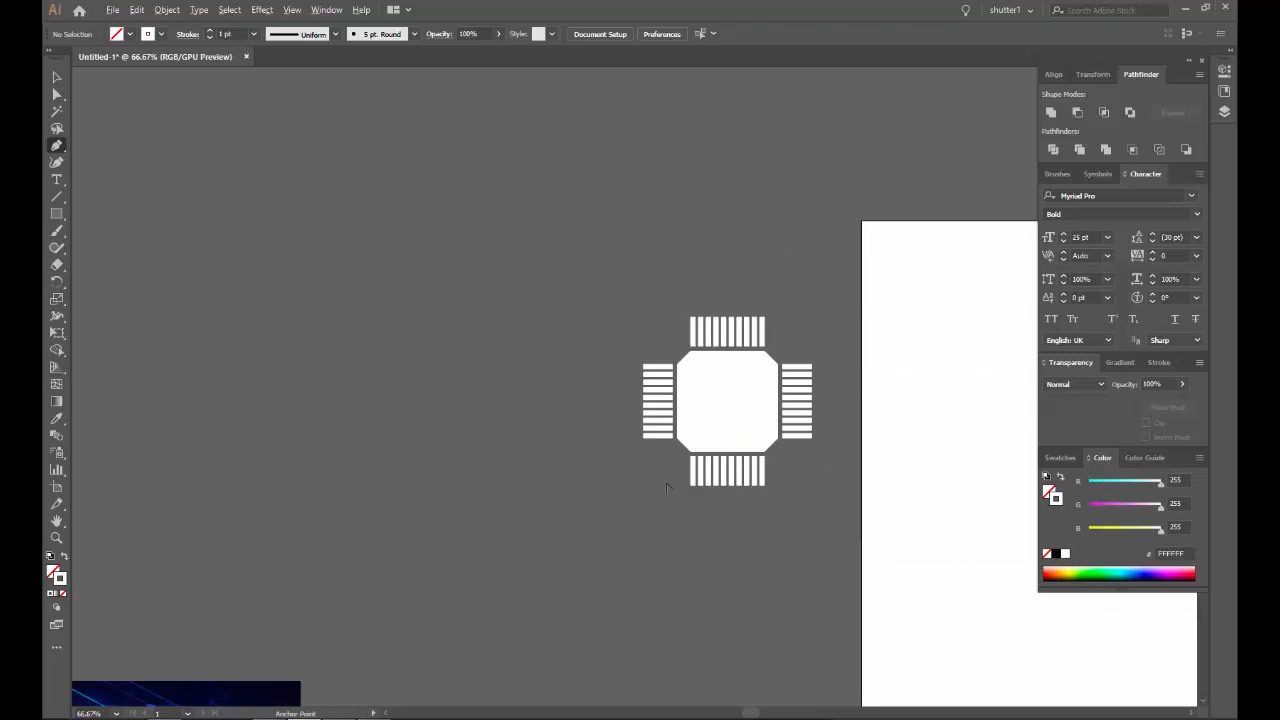 Ai File Edit Object Type Select Effect View Window Help shutter1 Search Adobe Stock
No Selection Stroke: 1 pt Uniform 5 pt. Round Opacity: 100% Style: Document Setup Preferences
Untitled-1* @ 66.67% (RGB/GPU Preview)
Align Transform Pathfinder
Shape Modes:
Expand
Pathfinders:
Brushes Symbols Character
Myriad Pro
Bold
25 pt (30 pt)
Auto 0
100% 100%
0 pt 0°
English: UK Sharp
Transparency Gradient Stroke
Normal Opacity: 100%
Make Mask
Clip
Invert Mask
Swatches Color Color Guide
R 255
G 255
B 255
# FFFFFF
66.67% 1 Anchor Point